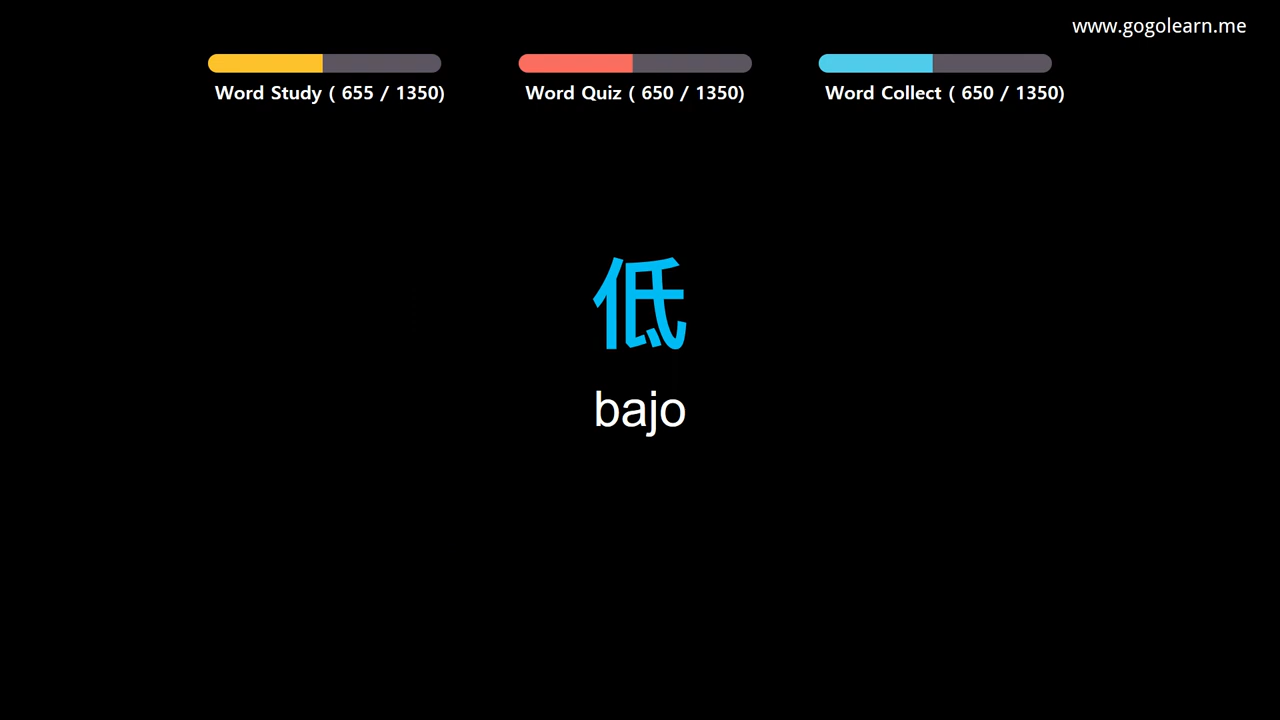 www.gogolearn.me
Word Study ( 655 / 1350)
Word Quiz ( 650 / 1350)
Word Collect ( 650 / 1350)
低
bajo